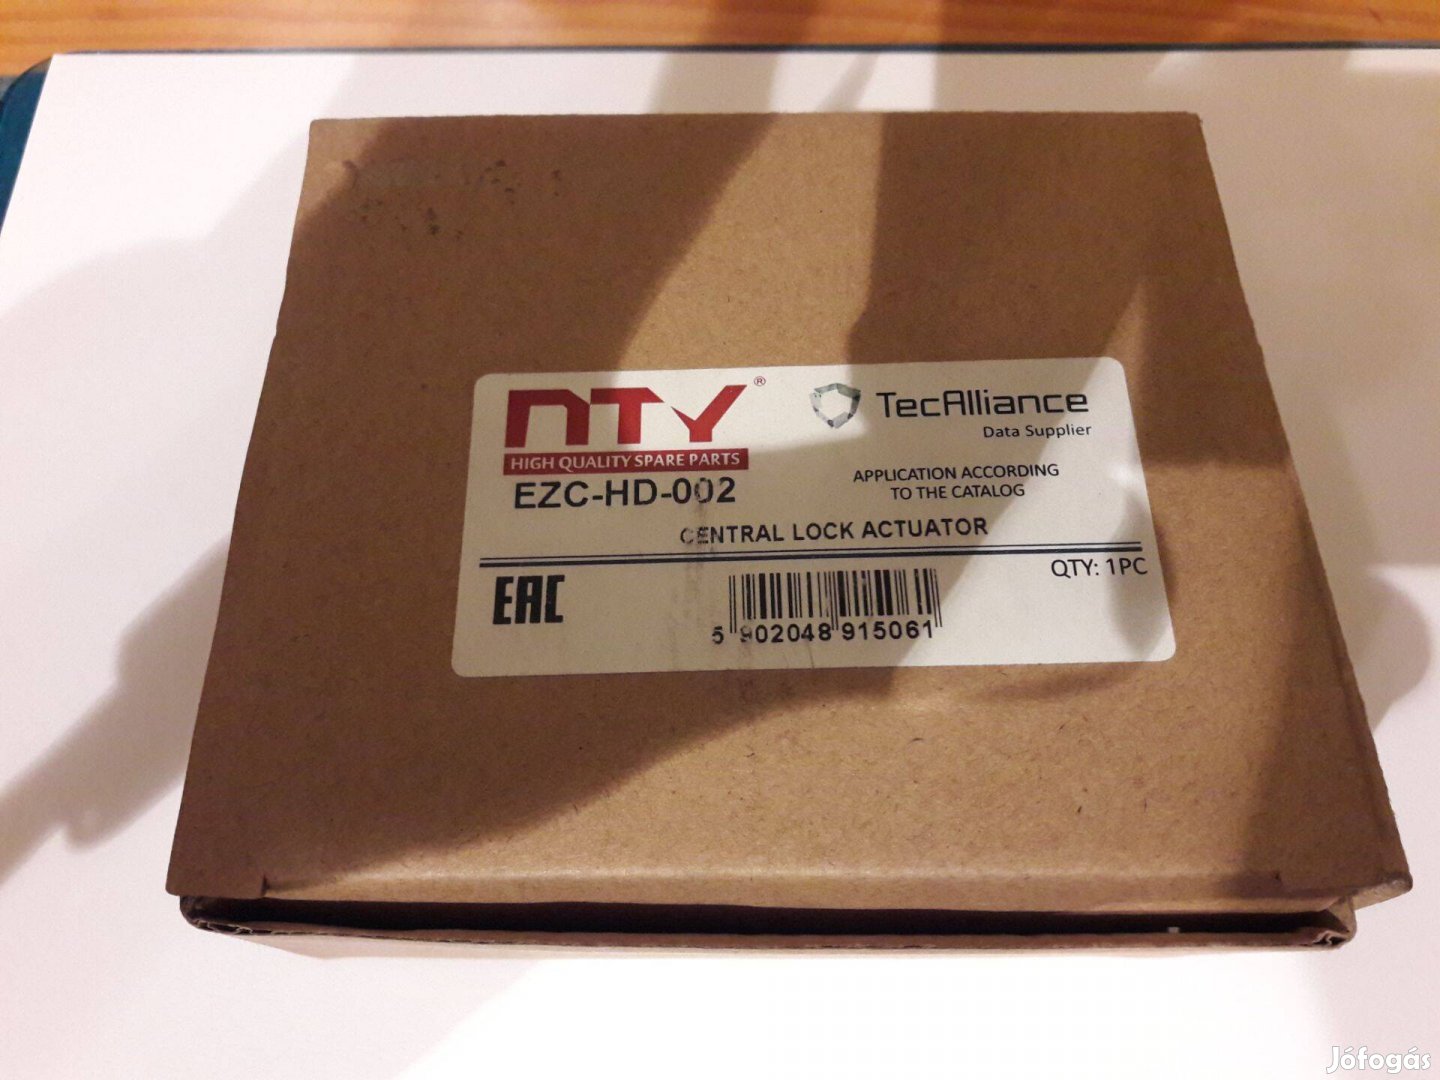 NTY ®
HIGH QUALITY SPARE PARTS
EZC-HD-002
TecAlliance
Data Supplier
APPLICATION ACCORDING
TO THE CATALOG
CENTRAL LOCK ACTUATOR
QTY: 1PC
EAC
5 902048 915061
Jófogás